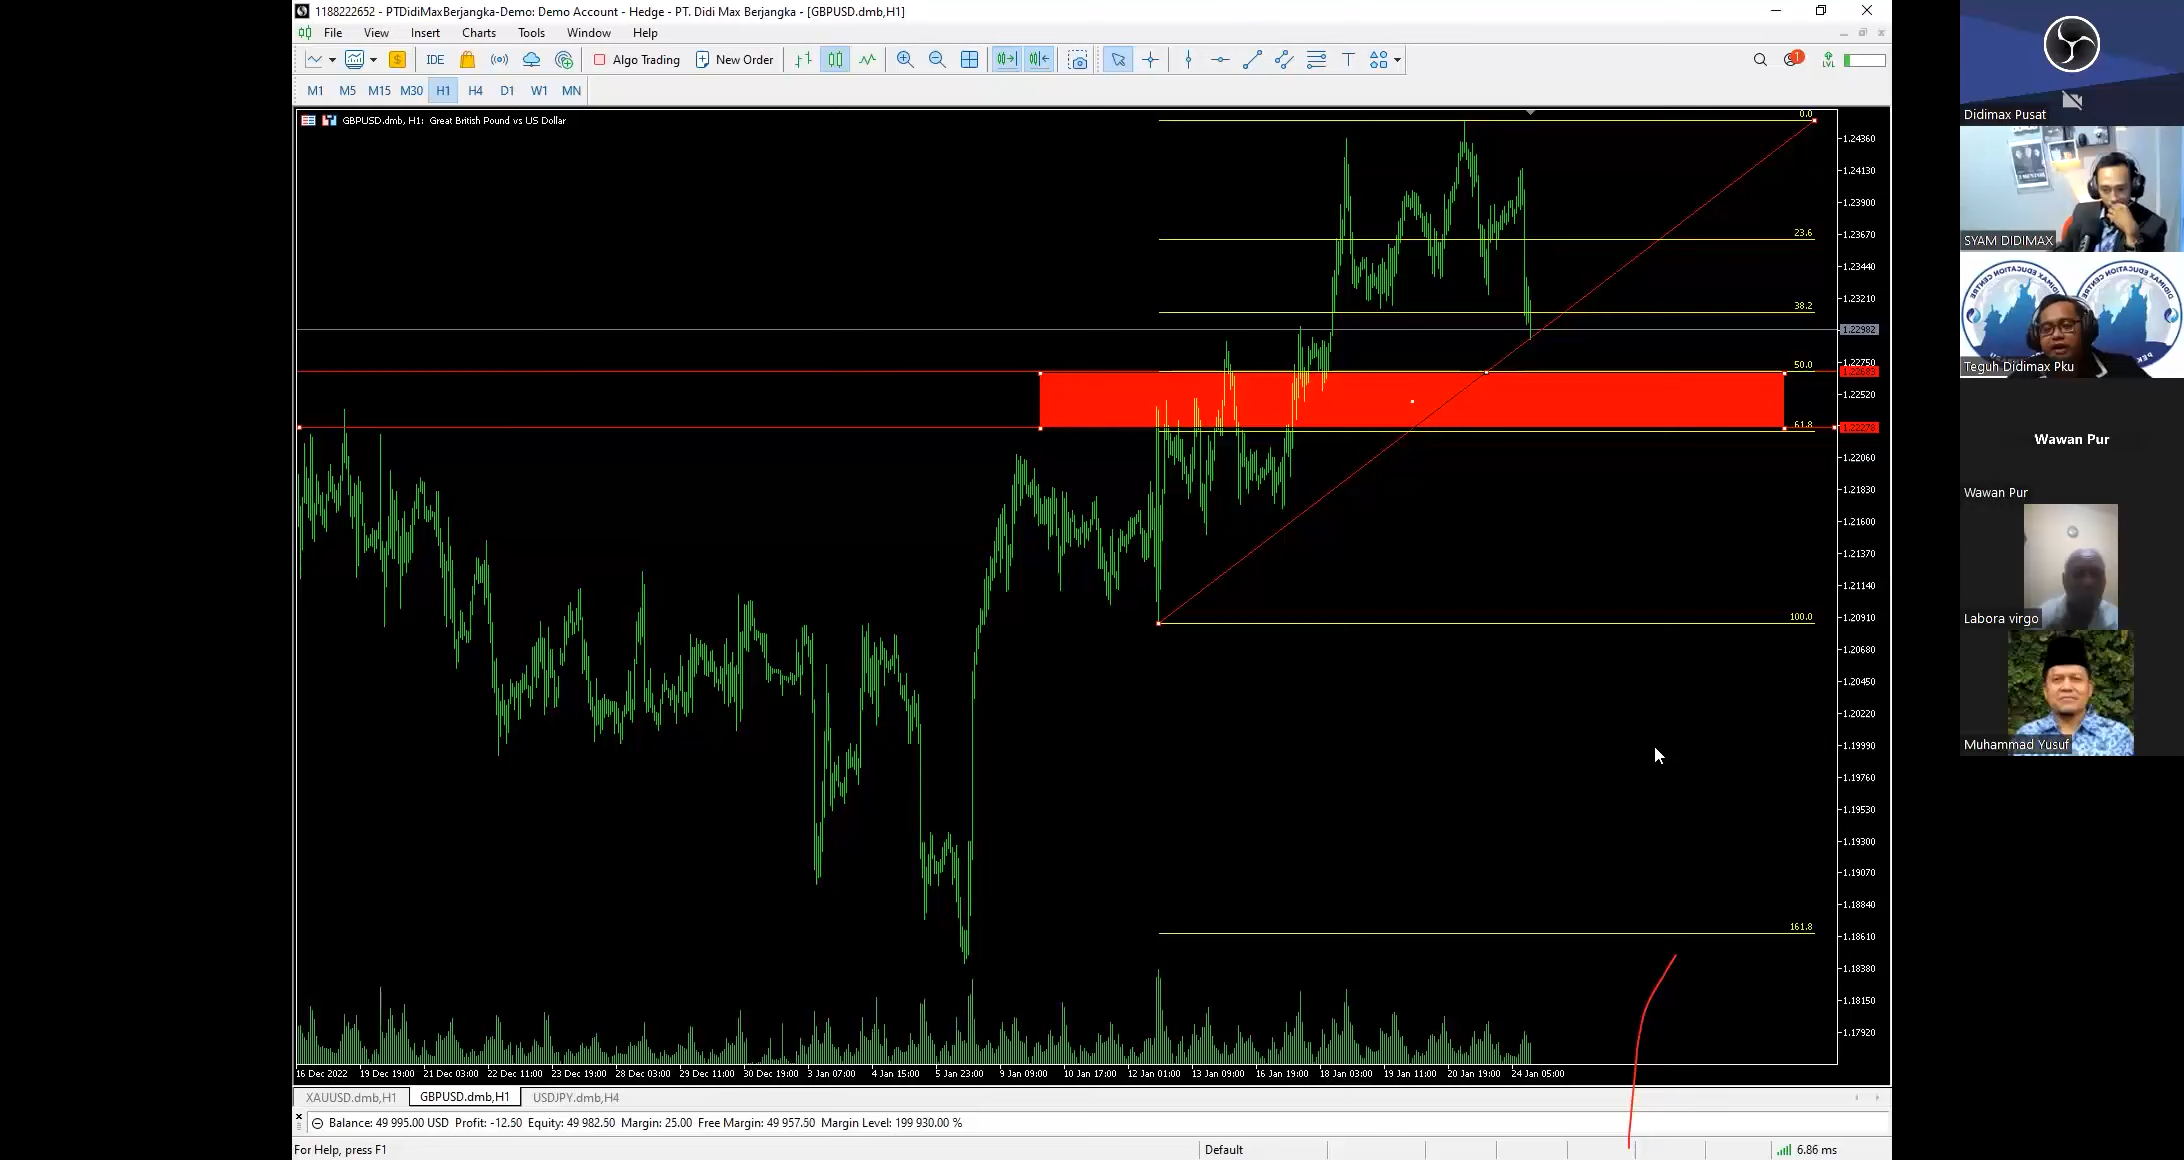 1188222652 - PTDidiMaxBerjangka-Demo: Demo Account - Hedge - PT. Didi Max Berjangka - [GBPUSD.dmb,H1]
File View Insert Charts Tools Window Help
IDE Algo Trading New Order 1 LVL
M1 M5 M15 M30 H1 H4 D1 W1 MN
GBPUSD.dmb, H1: Great British Pound vs US Dollar
0.0
23.6
38.2
50.0
61.8
100.0
161.8
1.24360
1.24130
1.23900
1.23670
1.23440
1.23210
1.22982
1.22750
1.22520
1.22278
1.22060
1.21830
1.21600
1.21370
1.21140
1.20910
1.20680
1.20450
1.20220
1.19990
1.19760
1.19530
1.19300
1.19070
1.18840
1.18610
1.18380
1.18150
1.17920
16 Dec 2022 19 Dec 19:00 21 Dec 03:00 22 Dec 11:00 23 Dec 19:00 28 Dec 03:00 29 Dec 11:00 30 Dec 19:00 3 Jan 07:00 4 Jan 15:00 5 Jan 23:00 9 Jan 09:00 10 Jan 17:00 12 Jan 01:00 13 Jan 09:00 16 Jan 19:00 18 Jan 03:00 19 Jan 11:00 20 Jan 19:00 24 Jan 05:00
XAUUSD.dmb,H1 GBPUSD.dmb,H1 USDJPY.dmb,H4
Balance: 49 995.00 USD Profit: -12.50 Equity: 49 982.50 Margin: 25.00 Free Margin: 49 957.50 Margin Level: 199 930.00 %
For Help, press F1
Default
6.86 ms
Didimax Pusat
SYAM DIDIMAX
Teguh Didimax Pku
Wawan Pur
Wawan Pur
Labora virgo
Muhammad Yusuf